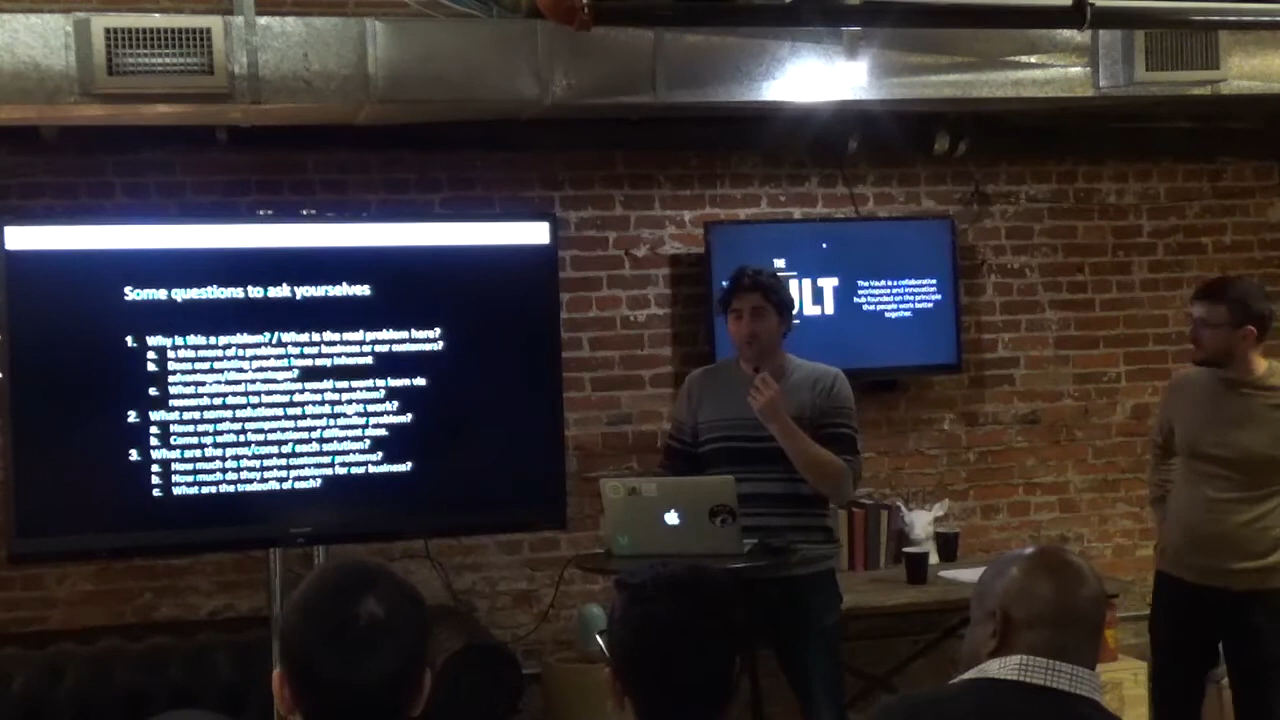 Some questions to ask yourselves
1. Why is this a problem? / What is the real problem here?
a. Is this more of a problem for our business or our customers?
b. Does our existing product have any inherent
advantages/
c. What additional information would we want to learn via
research or data to better define the problem?
2. What are some solutions we think might work?
a. Have any other companies solved a similar problem?
b. Come up with a few solutions of different sizes.
3. What are the pros/cons of each solution?
a. How much do they solve customer problems?
b. How much do they solve problems for our business?
c. What are the tradeoffs of each?
THE
ULT
The Vault is a collaborative
workspace and innovation
hub founded on the principle
that people work better
together.